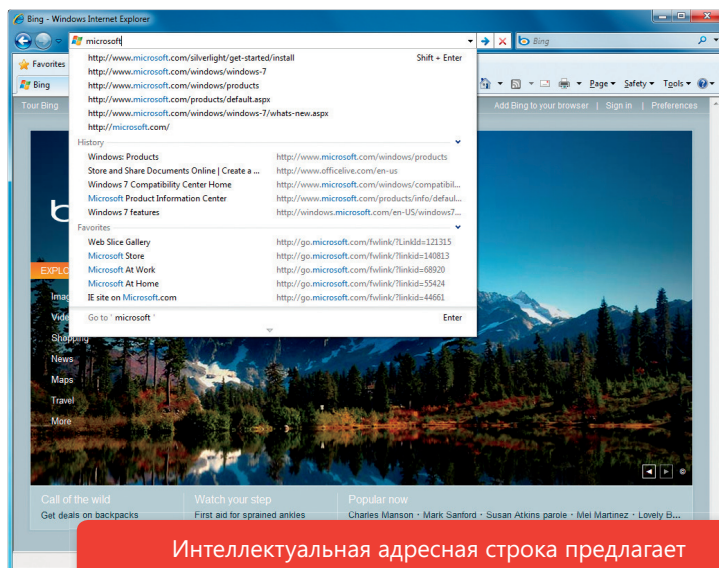 Bing - Windows Internet Explorer
microsoft
Bing
http://www.microsoft.com/silverlight/get-started/install Shift + Enter
http://www.microsoft.com/windows/windows-7
http://www.microsoft.com/windows/products
http://www.microsoft.com/products/default.aspx
http://www.microsoft.com/windows/windows-7/whats-new.aspx
http://microsoft.com/
History
Windows: Products http://www.microsoft.com/windows/products
Store and Share Documents Online | Create a ... http://www.officelive.com/en-us
Windows 7 Compatibility Center Home http://www.microsoft.com/windows/compatibil...
Microsoft Product Information Center http://www.microsoft.com/products/info/defaul...
Windows 7 features http://windows.microsoft.com/en-US/windows7...
Favorites
Web Slice Gallery http://go.microsoft.com/fwlink/?LinkId=121315
Microsoft Store http://go.microsoft.com/fwlink/?linkid=140813
Microsoft At Work http://go.microsoft.com/fwlink/?linkid=68920
Microsoft At Home http://go.microsoft.com/fwlink/?linkid=55424
IE site on Microsoft.com http://go.microsoft.com/fwlink/?linkid=44661
Go to ' microsoft ' Enter
Favorites
Bing
Page Safety Tools
Tour Bing
Add Bing to your browser | Sign in | Preferences
Shopping
News
Maps
Travel
More
Call of the wild Watch your step Popular now
Get deals on backpacks First aid for sprained ankles Charles Manson · Mark Sanford · Susan Atkins parole · Mel Martinez · Lovely B...
Интеллектуальная адресная строка предлагает